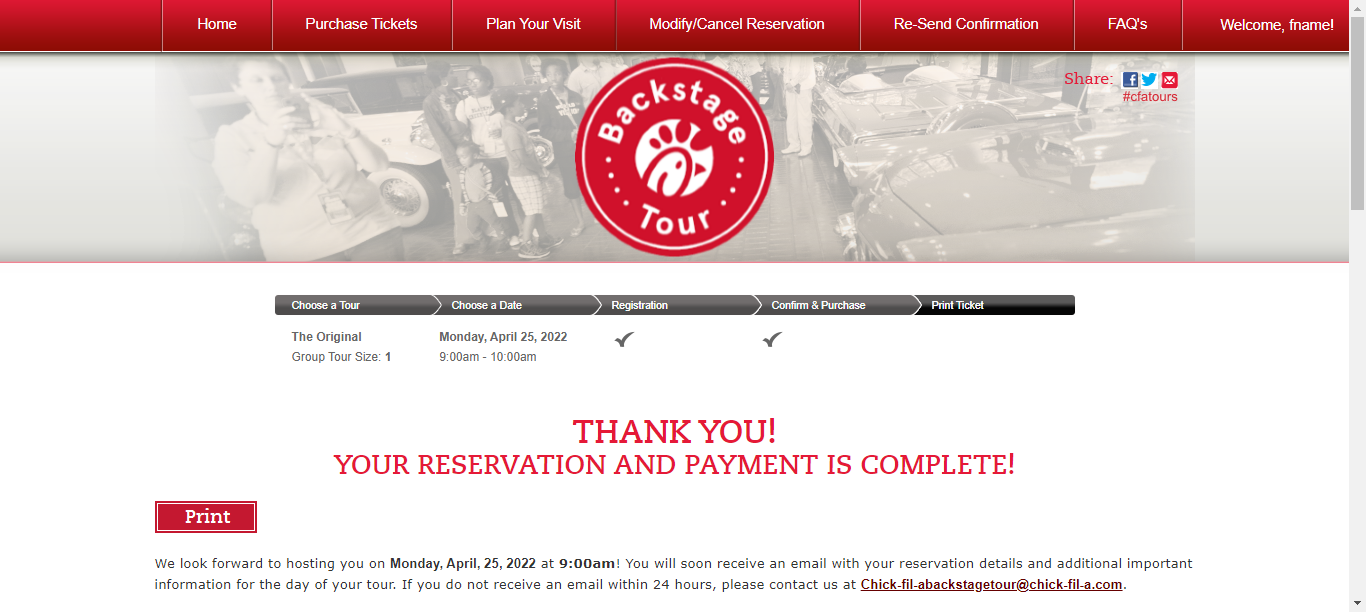 Home Purchase Tickets Plan Your Visit Modify/Cancel Reservation Re-Send Confirmation FAQ's Welcome, fname!
Share:
#cfatours
Backstage
Tour
Choose a Tour Choose a Date Registration Confirm & Purchase Print Ticket
The Original Monday, April 25, 2022
Group Tour Size: 1 9:00am - 10:00am
THANK YOU!
YOUR RESERVATION AND PAYMENT IS COMPLETE!
Print
We look forward to hosting you on Monday, April, 25, 2022 at 9:00am! You will soon receive an email with your reservation details and additional important
information for the day of your tour. If you do not receive an email within 24 hours, please contact us at Chick-fil-abackstagetour@chick-fil-a.com.